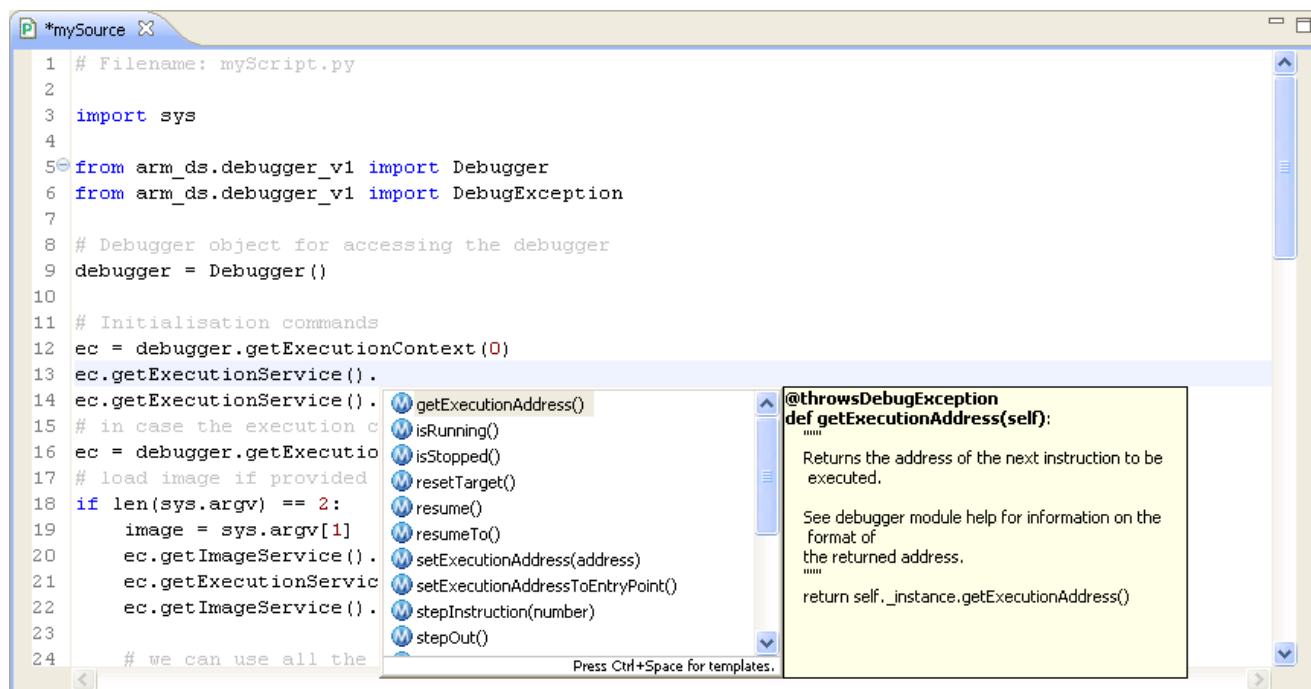 *mySource
1 # Filename: myScript.py
2
3 import sys
4
5 from arm_ds.debugger_v1 import Debugger
6 from arm_ds.debugger_v1 import DebugException
7
8 # Debugger object for accessing the debugger
9 debugger = Debugger()
10
11 # Initialisation commands
12 ec = debugger.getExecutionContext(0)
13 ec.getExecutionService().
14 ec.getExecutionService().
15 # in case the execution c
16 ec = debugger.getExecutio
17 # load image if provided
18 if len(sys.argv) == 2:
19 image = sys.argv[1]
20 ec.getImageService().
21 ec.getExecutionServic
22 ec.getImageService().
23
24 # we can use all the
getExecutionAddress()
isRunning()
isStopped()
resetTarget()
resume()
resumeTo()
setExecutionAddress(address)
setExecutionAddressToEntryPoint()
stepInstruction(number)
stepOut()
Press Ctrl+Space for templates.
@throwsDebugException
def getExecutionAddress(self):
"""
Returns the address of the next instruction to be
executed.
See debugger module help for information on the
format of
the returned address.
"""
return self._instance.getExecutionAddress()